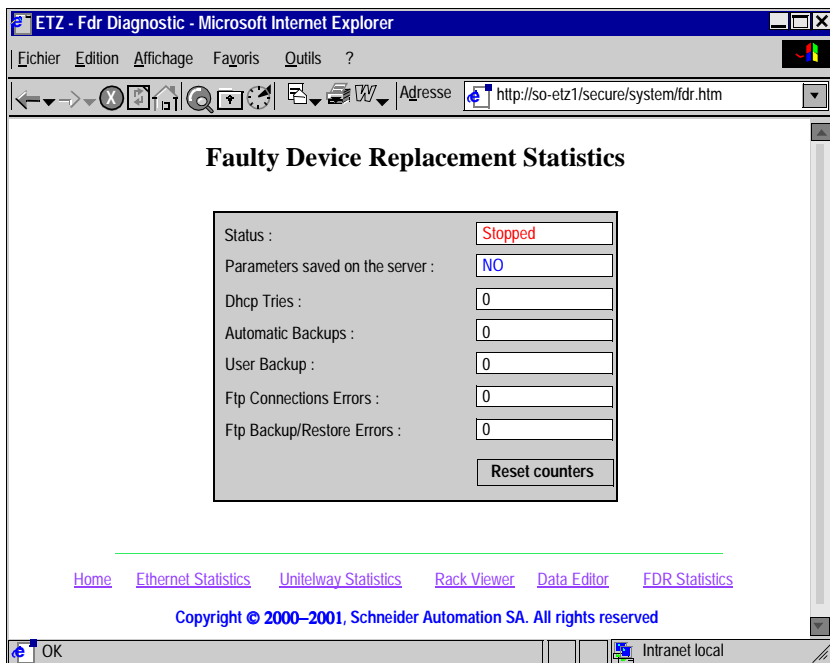 ETZ - Fdr Diagnostic - Microsoft Internet Explorer
Fichier Edition Affichage Favoris Outils ?
Adresse http://so-etz1/secure/system/fdr.htm
Faulty Device Replacement Statistics
Status : Stopped
Parameters saved on the server : NO
Dhcp Tries : 0
Automatic Backups : 0
User Backup : 0
Ftp Connections Errors : 0
Ftp Backup/Restore Errors : 0
Reset counters
Home Ethernet Statistics Unitelway Statistics Rack Viewer Data Editor FDR Statistics
Copyright © 2000–2001, Schneider Automation SA. All rights reserved
OK Intranet local